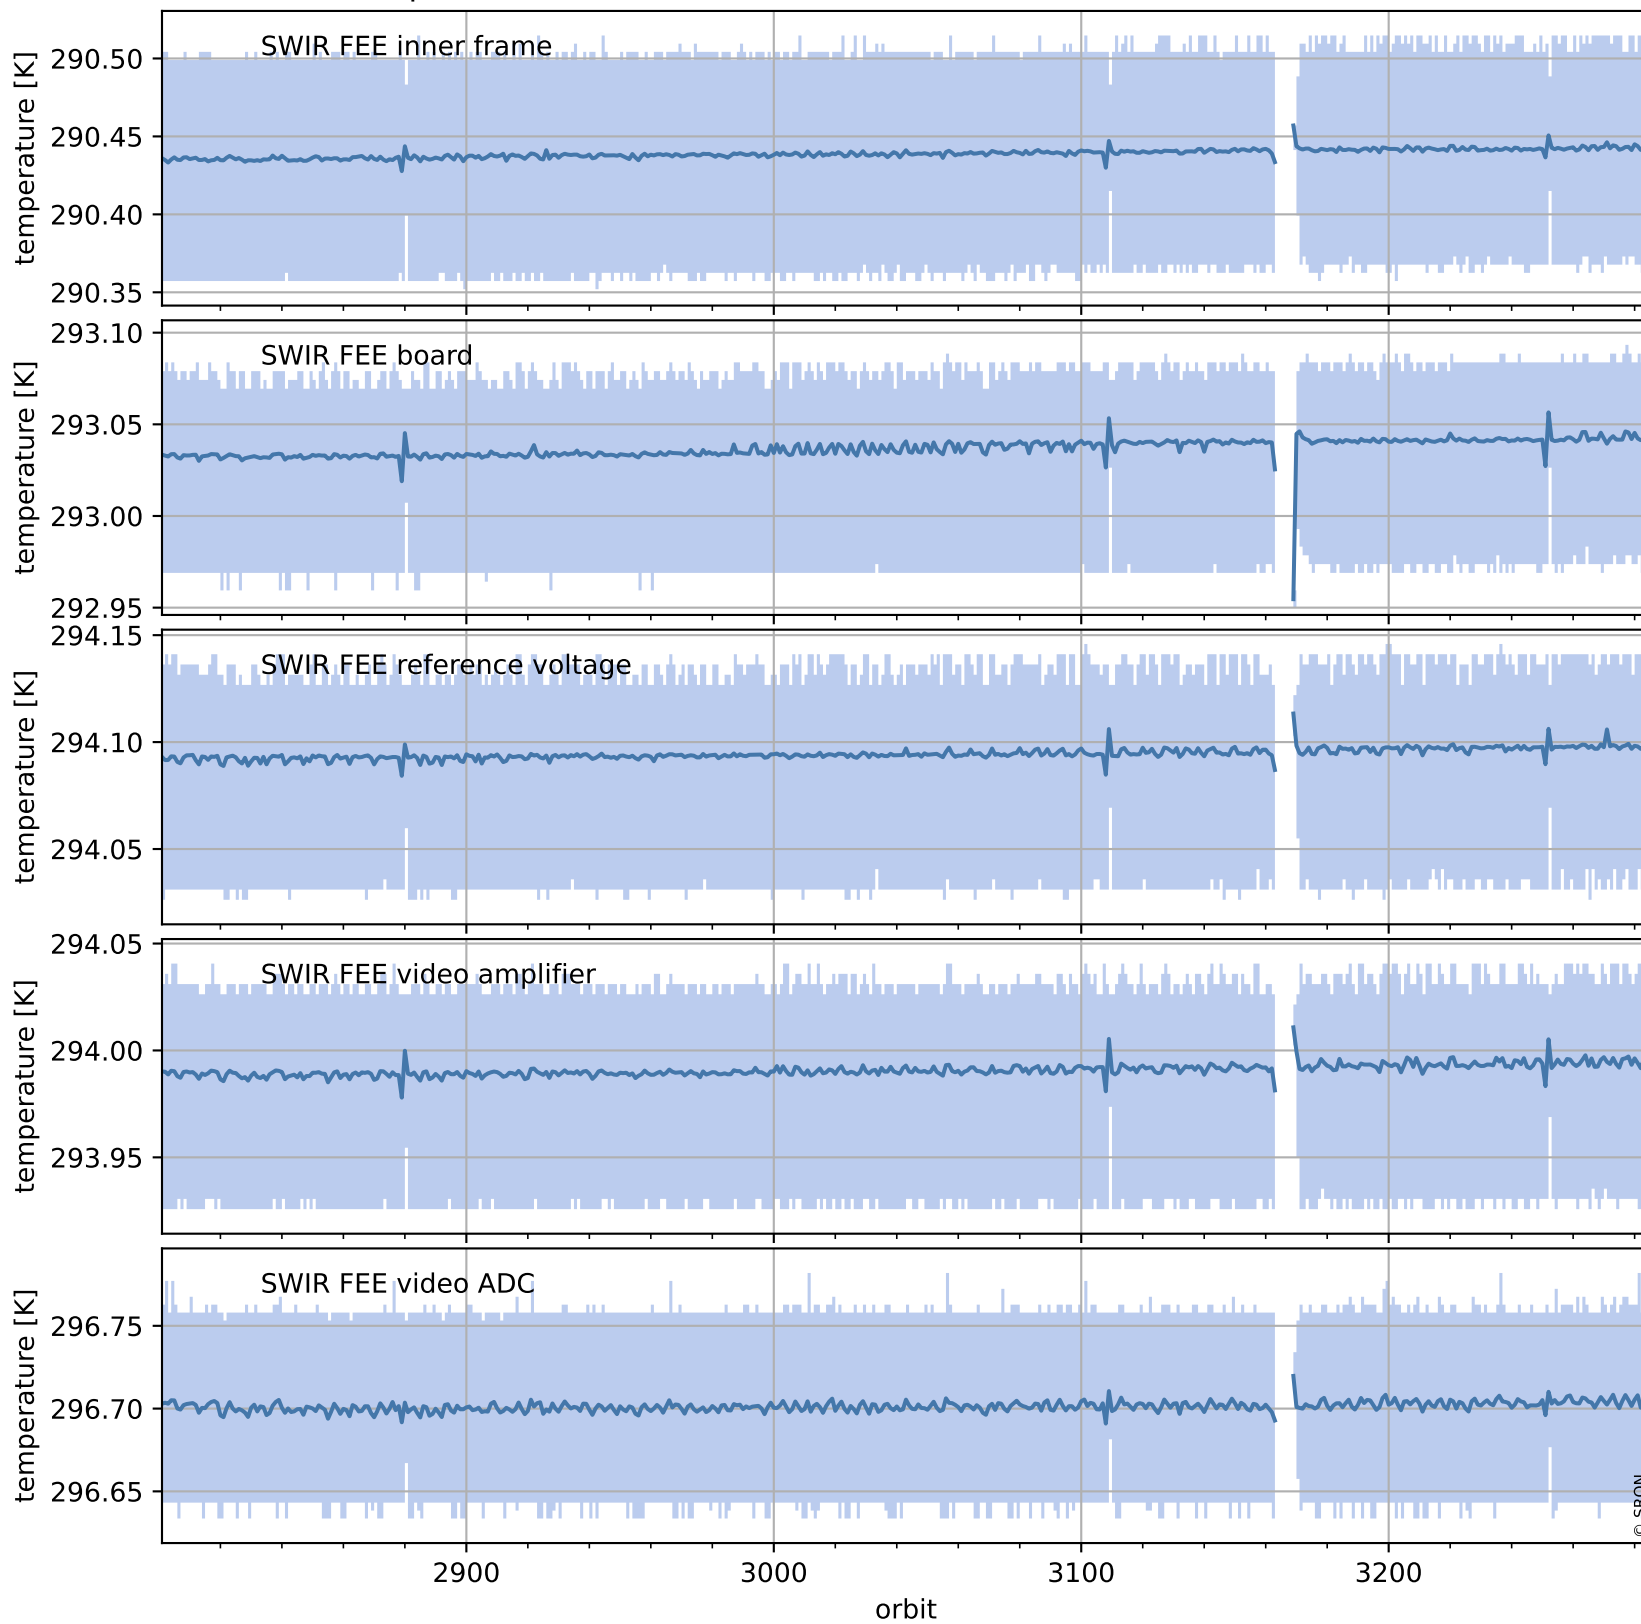 SWIR FEE inner frame
temperature [K]
290.50
290.45
290.40
290.35
SWIR FEE board
temperature [K]
293.10
293.05
293.00
292.95
SWIR FEE reference voltage
temperature [K]
294.15
294.10
294.05
SWIR FEE video amplifier
temperature [K]
294.05
294.00
293.95
SWIR FEE video ADC
temperature [K]
296.75
296.70
296.65
© SRON
2900 3000 3100 3200
orbit